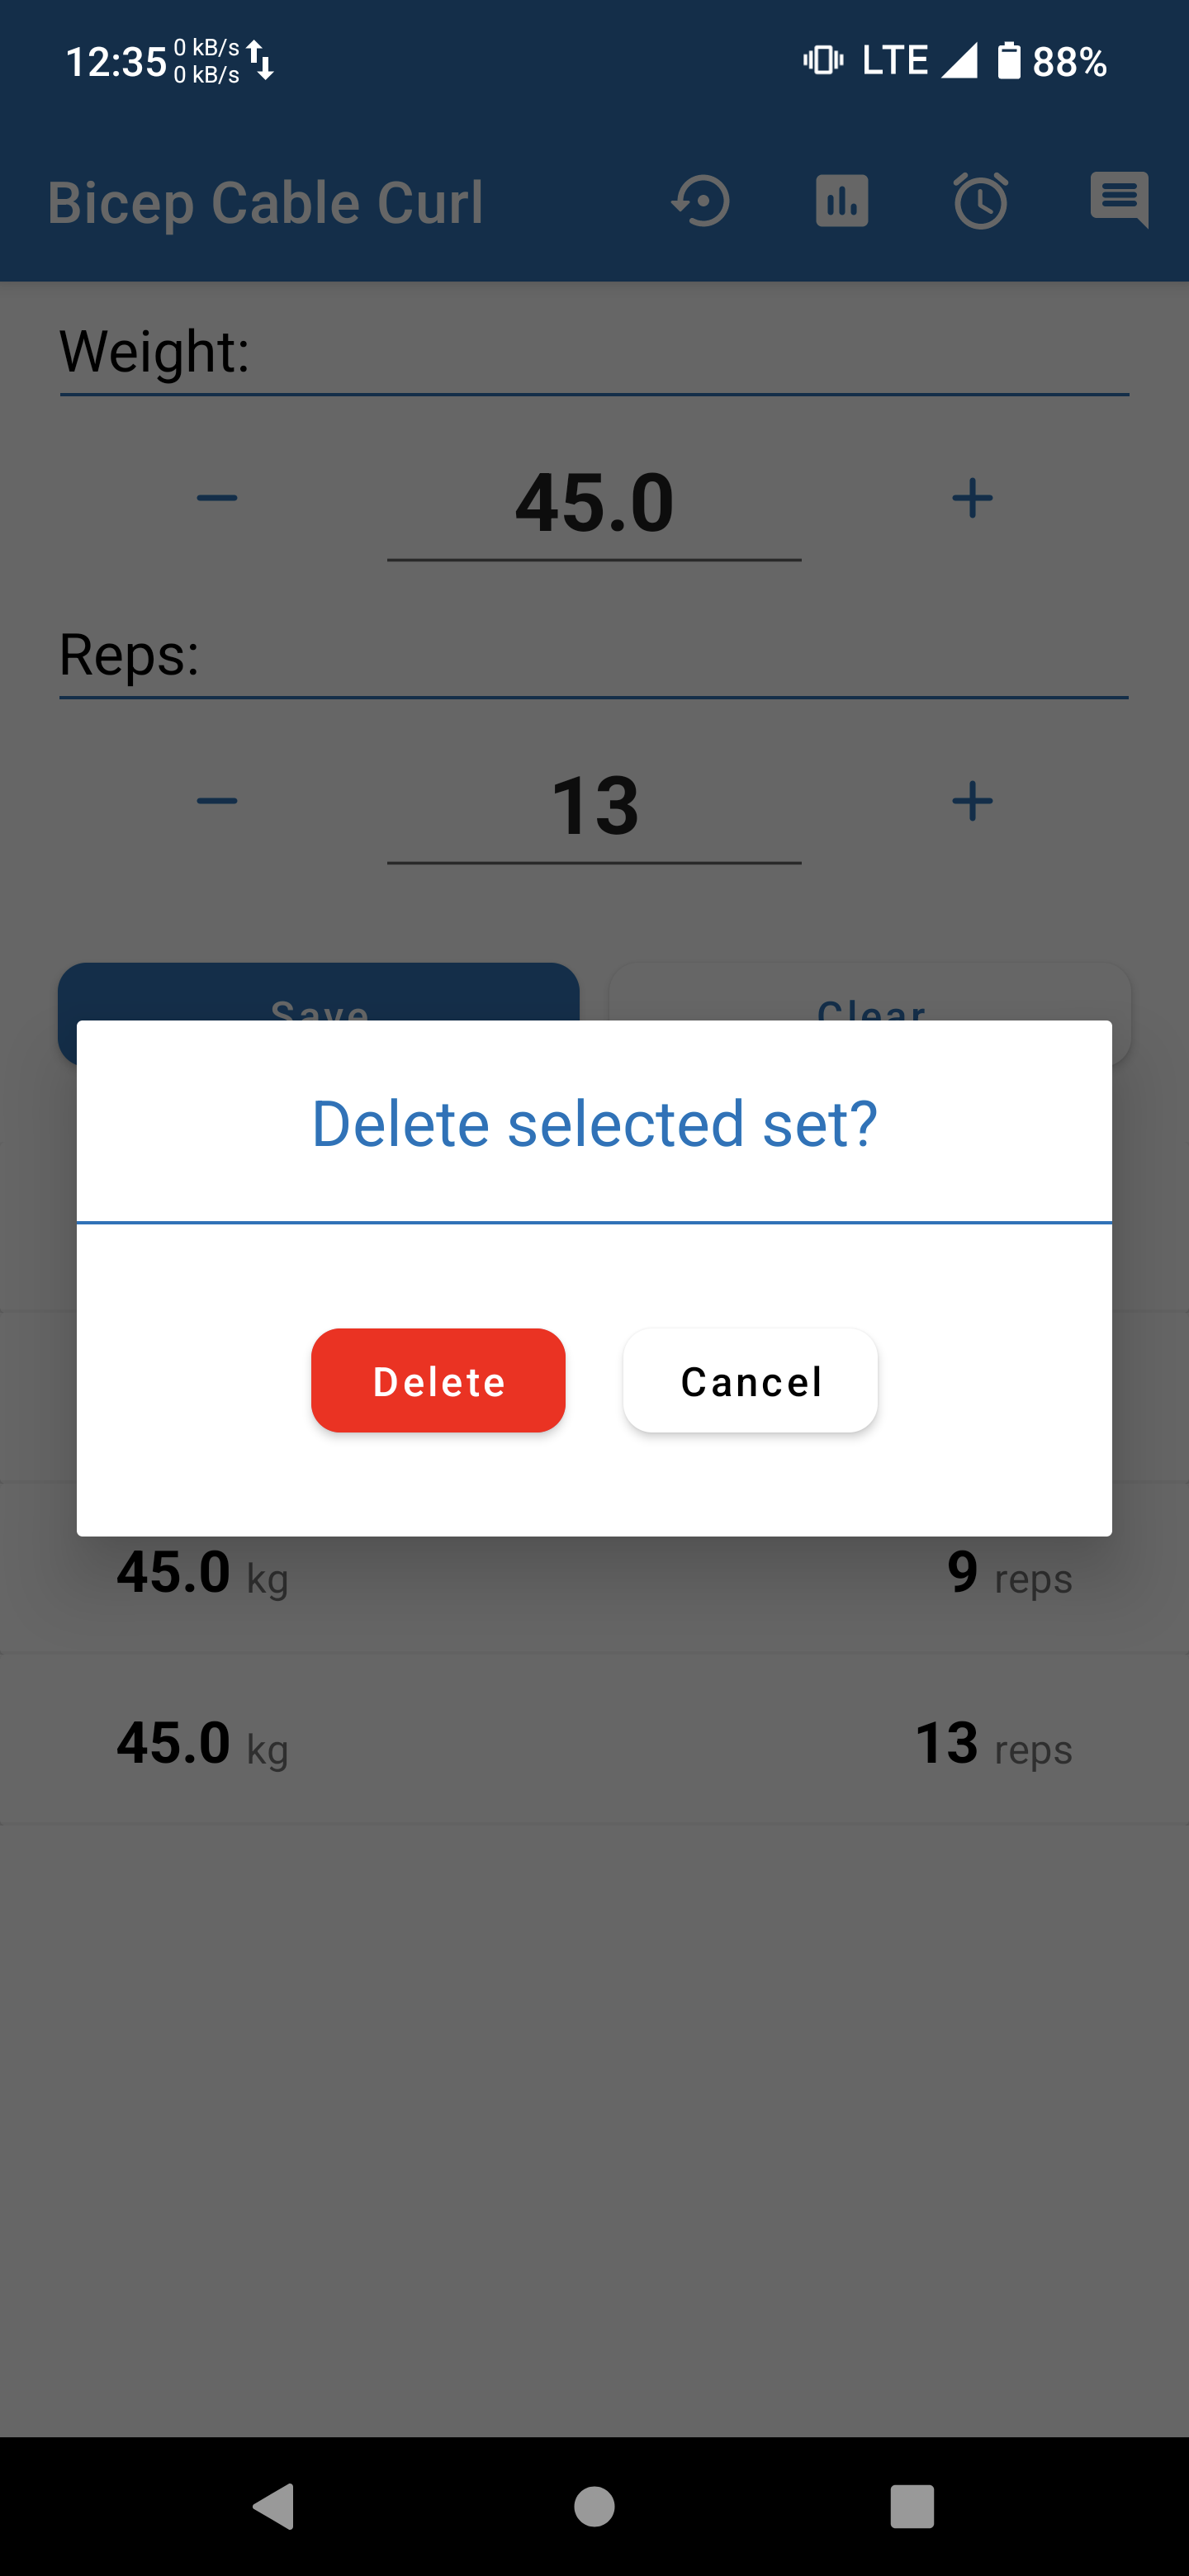 12:35 0 kB/s 0 kB/s LTE 88%
Bicep Cable Curl
Weight:
45.0
Reps:
13
Save Clear
Delete selected set?
Delete Cancel
45.0 kg 9 reps
45.0 kg 13 reps